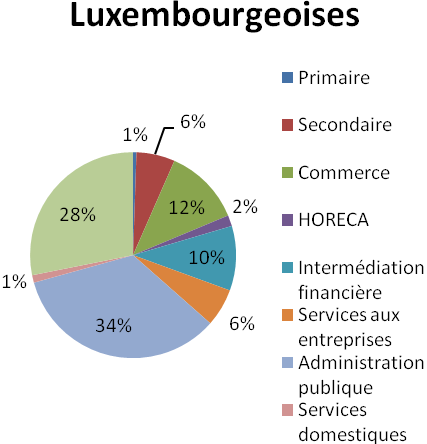 Luxembourgeoises
1%
6%
12%
2%
10%
6%
34%
1%
28%
Primaire
Secondaire
Commerce
HORECA
Intermédiation
financière
Services aux
entreprises
Administration
publique
Services
domestiques